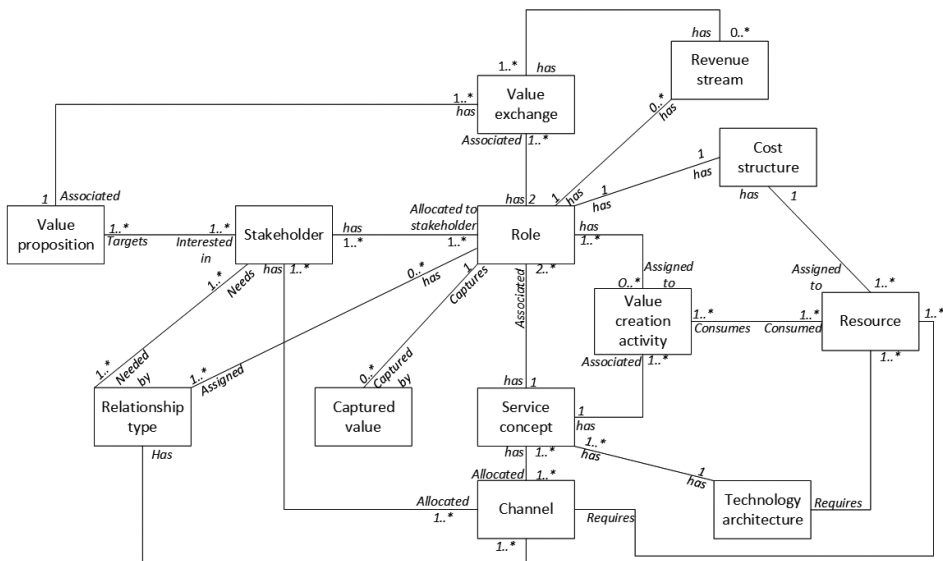 has 0..*
Revenue
stream
1..* has
Value
exchange
1..*
has
0..*
has
Associated 1..*
Cost
structure
1
has
has 1
1
has
1
has
1 Associated
Value
proposition
1..*
Targets
1..*
Interested
in
Stakeholder
has
1..*
Allocated to
stakeholder
1..*
has 2
Role
has
1..*
Associated
2..*
has 1..*
1..*
Needs
0..*
has
1
Captures
Assigned
to
0..*
Value
creation
activity
1..*
Consumes
1..*
Consumed
Assigned
to
1..*
Resource
1..*
1..*
Associated 1..*
1..*
Needed
by
1..*
Assigned
0..*
Captured
by
has 1
Relationship
type
Captured
value
Service
concept
1
has
Has
has 1..*
1..*
has
1
has
Allocated 1..*
Allocated
1..*
Channel
Requires
Technology
architecture
Requires
1..*